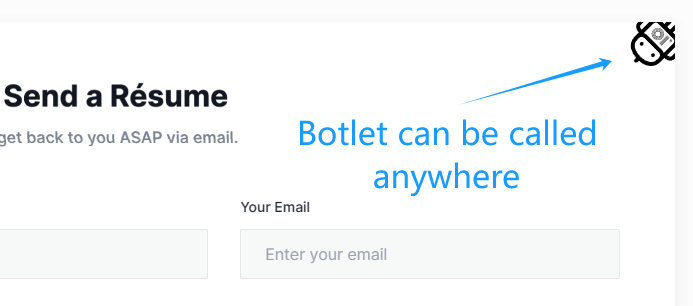 Send a Résume
get back to you ASAP via email.
Botlet can be called
anywhere
Your Email
Enter your email